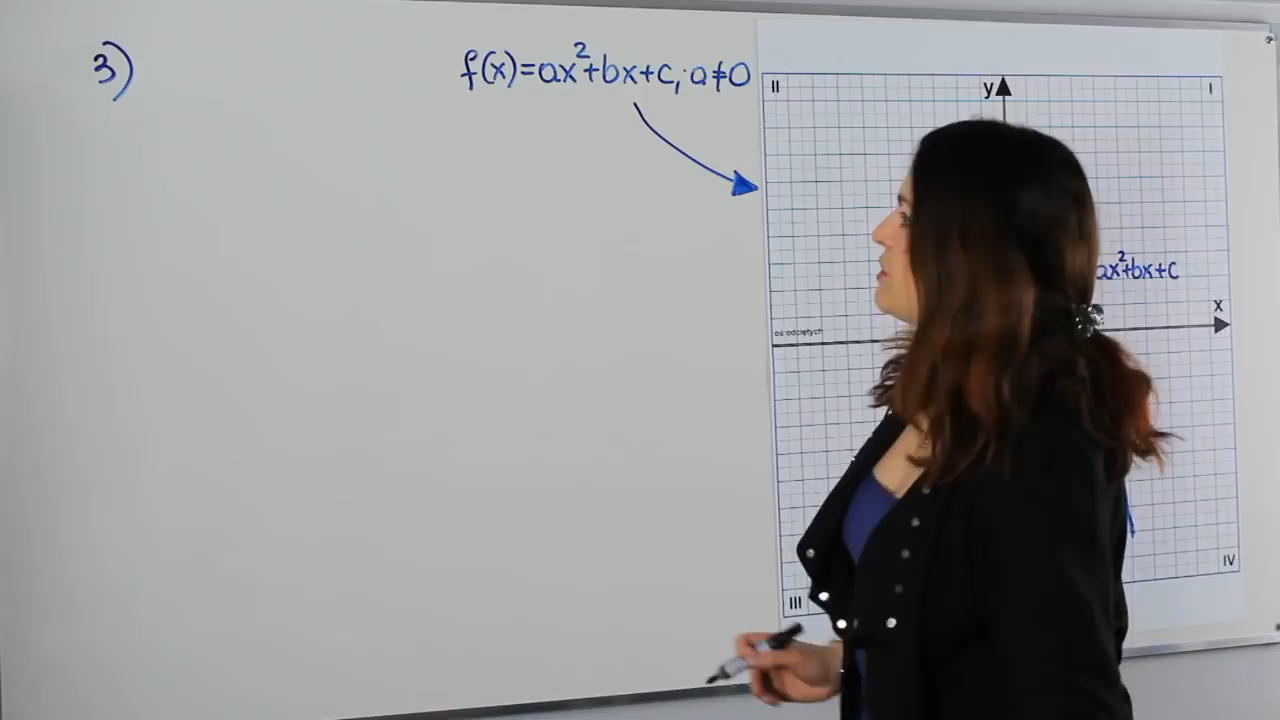 3)
f(x)=ax²+bx+c, a≠0
II
y
I
ax²+bx+c
x
oś odciętych
III
IV